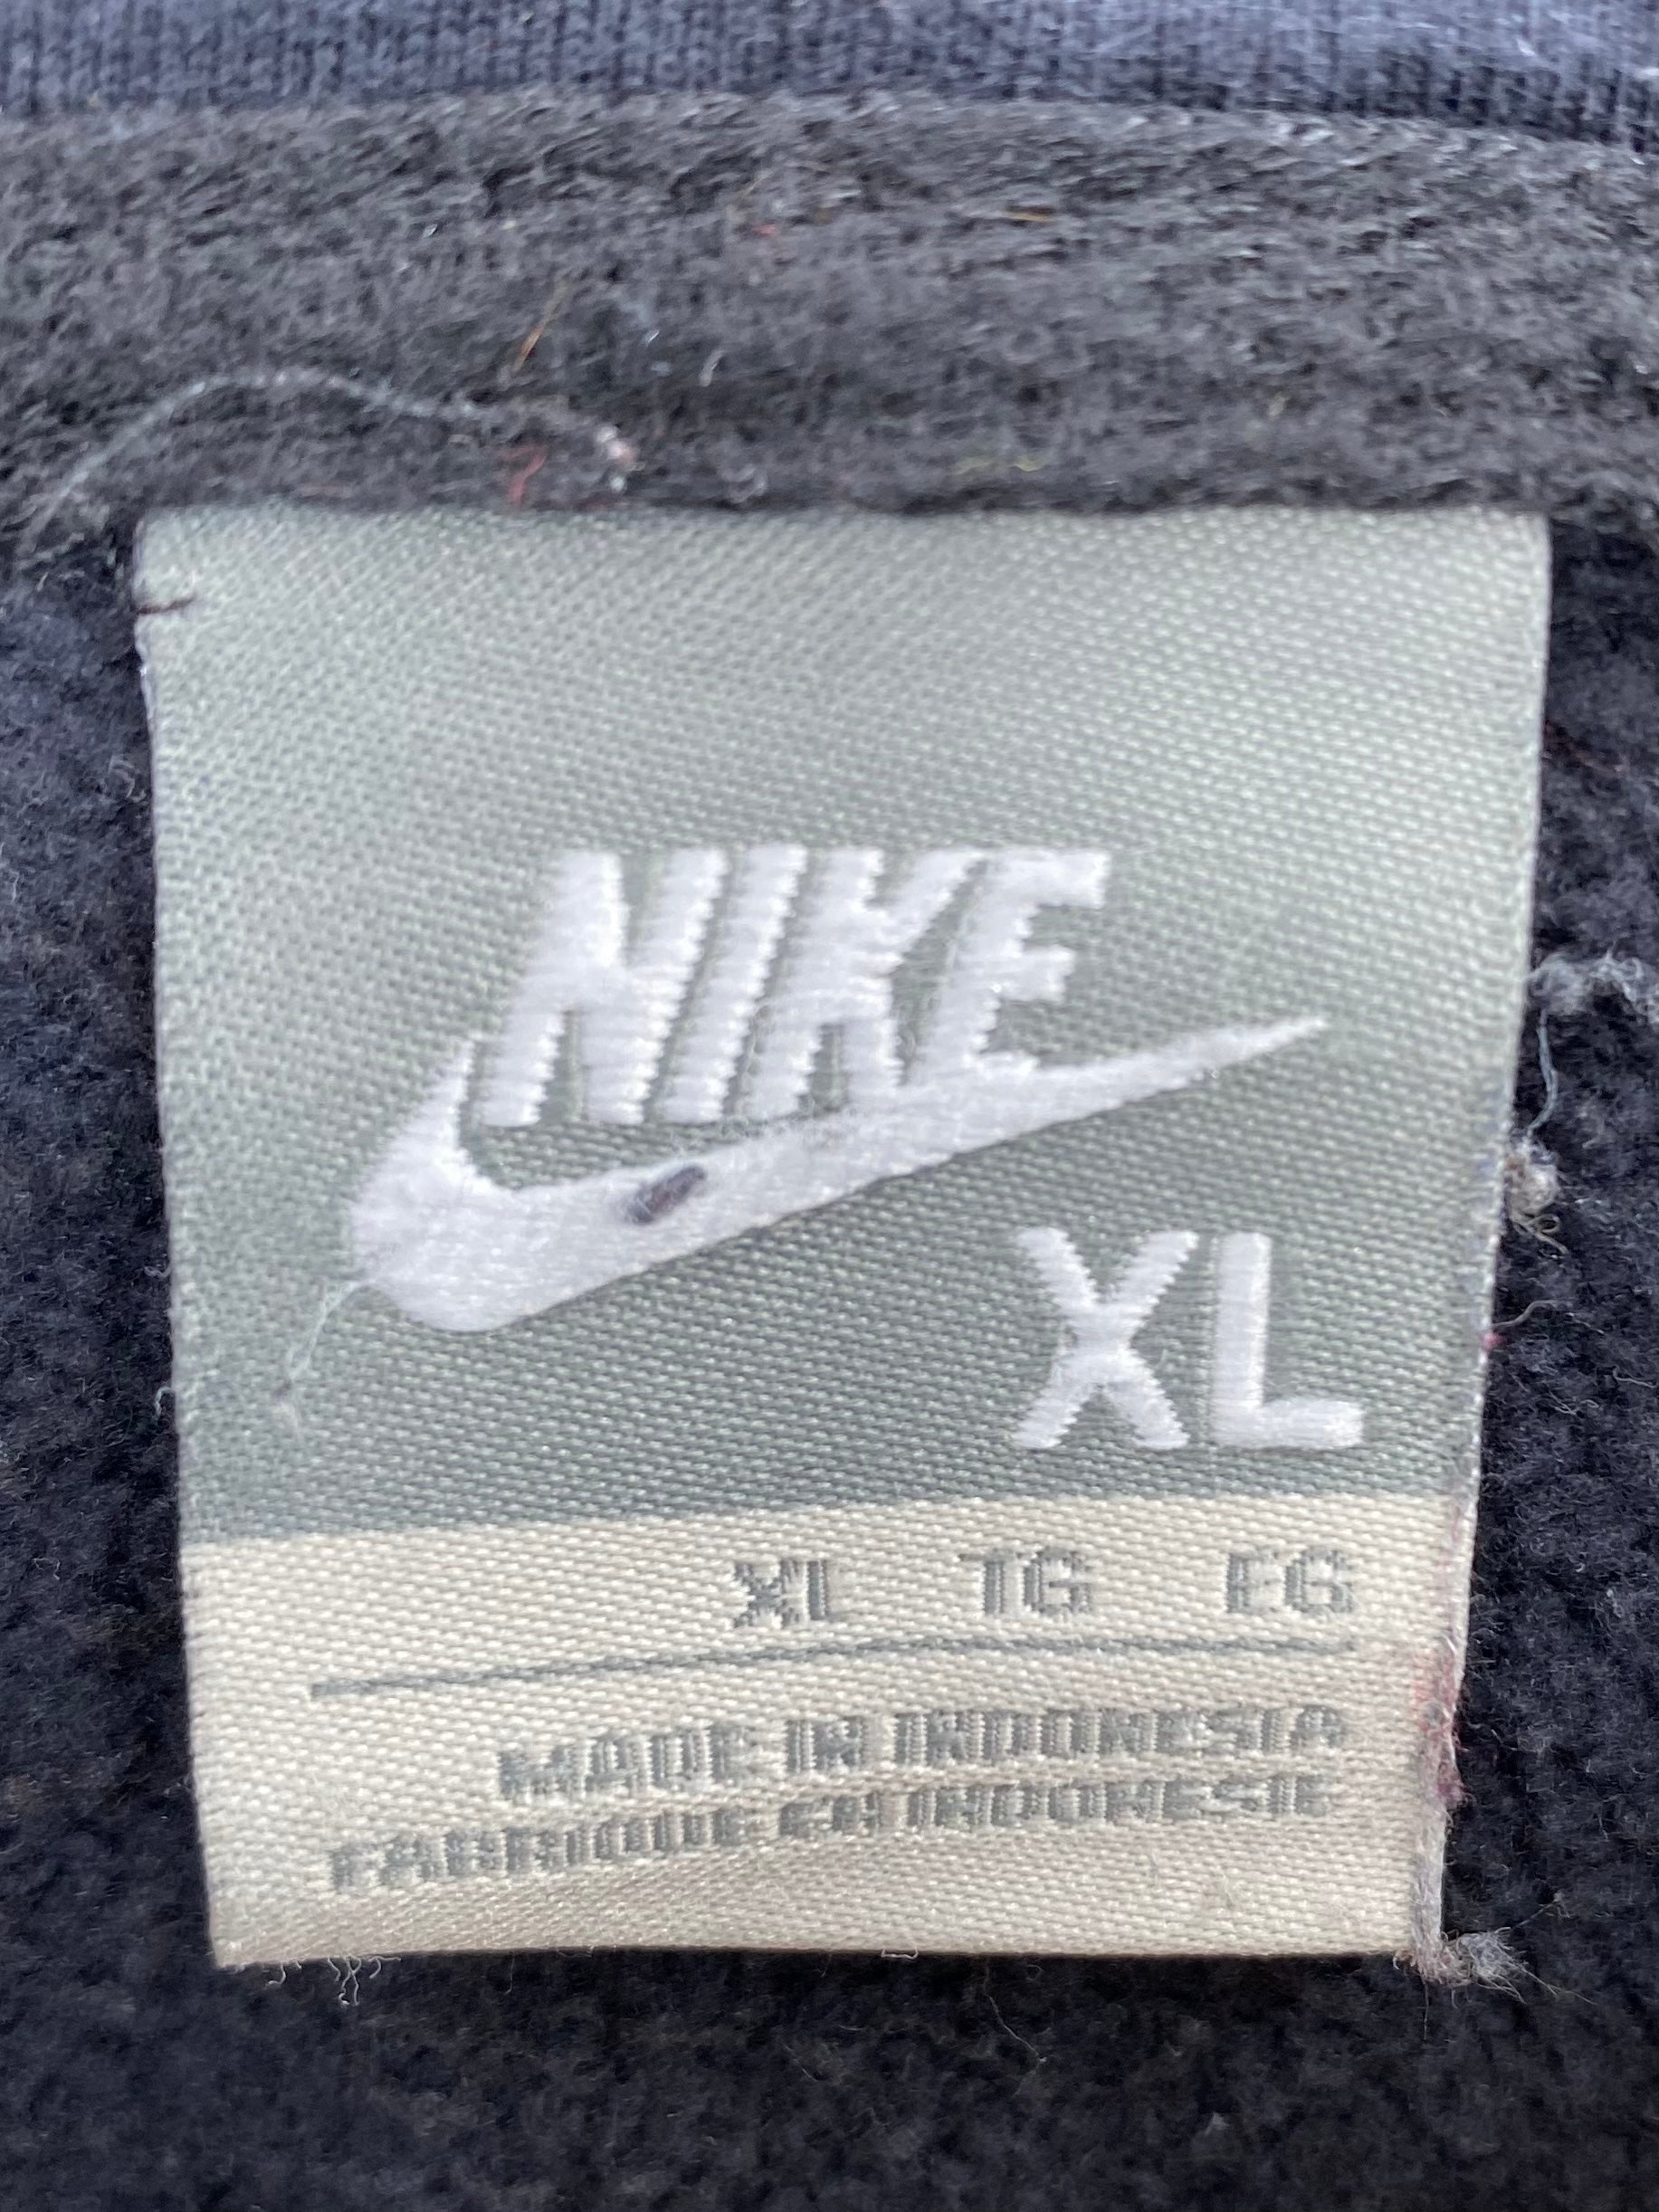 NIKE
XL
XL TG EG
MADE IN INDONESIA
FABRIQUE EN INDONESIE